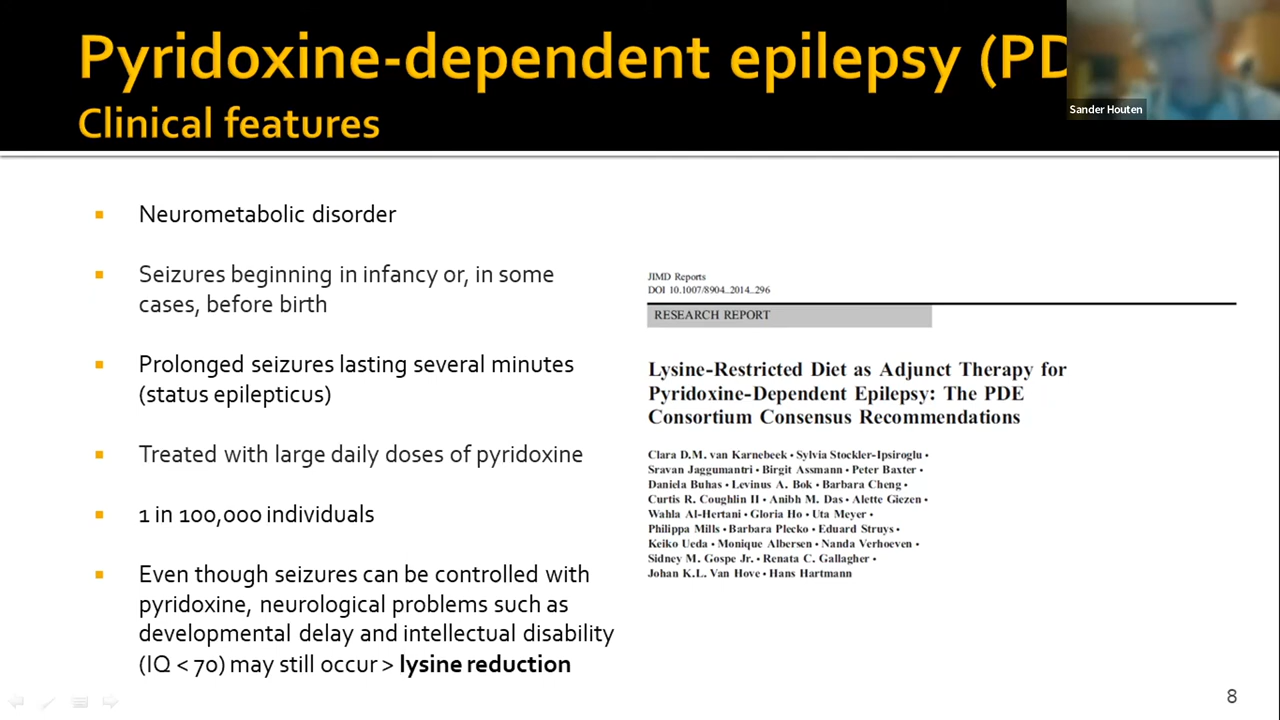 Pyridoxine-dependent epilepsy (PD
Clinical features
Sander Houten
Neurometabolic disorder
Seizures beginning in infancy or, in some
cases, before birth
Prolonged seizures lasting several minutes
(status epilepticus)
Treated with large daily doses of pyridoxine
1 in 100,000 individuals
Even though seizures can be controlled with
pyridoxine, neurological problems such as
developmental delay and intellectual disability
(IQ < 70) may still occur > lysine reduction
JIMD Reports
DOI 10.1007/8904_2014_296
RESEARCH REPORT
Lysine-Restricted Diet as Adjunct Therapy for
Pyridoxine-Dependent Epilepsy: The PDE
Consortium Consensus Recommendations
Clara D.M. van Karnebeek • Sylvia Stockler-Ipsiroglu •
Sravan Jaggumantri • Birgit Assmann • Peter Baxter •
Daniela Buhas • Levinus A. Bok • Barbara Cheng •
Curtis R. Coughlin II • Anibh M. Das • Alette Giezen •
Wahla Al-Hertani • Gloria Ho • Uta Meyer •
Philippa Mills • Barbara Plecko • Eduard Struys •
Keiko Ueda • Monique Albersen • Nanda Verhoeven •
Sidney M. Gospe Jr. • Renata C. Gallagher •
Johan K.L. Van Hove • Hans Hartmann
8